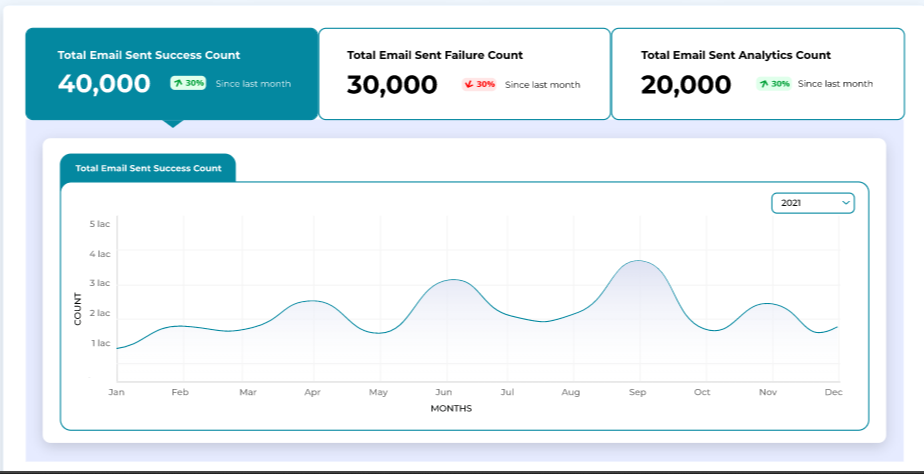 Total Email Sent Success Count
40,000 30% Since last month
Total Email Sent Failure Count
30,000 30% Since last month
Total Email Sent Analytics Count
20,000 30% Since last month
Total Email Sent Success Count
2021
5 lac
4 lac
3 lac
2 lac
1 lac
COUNT
Jan Feb Mar Apr May Jun Jul Aug Sep Oct Nov Dec
MONTHS